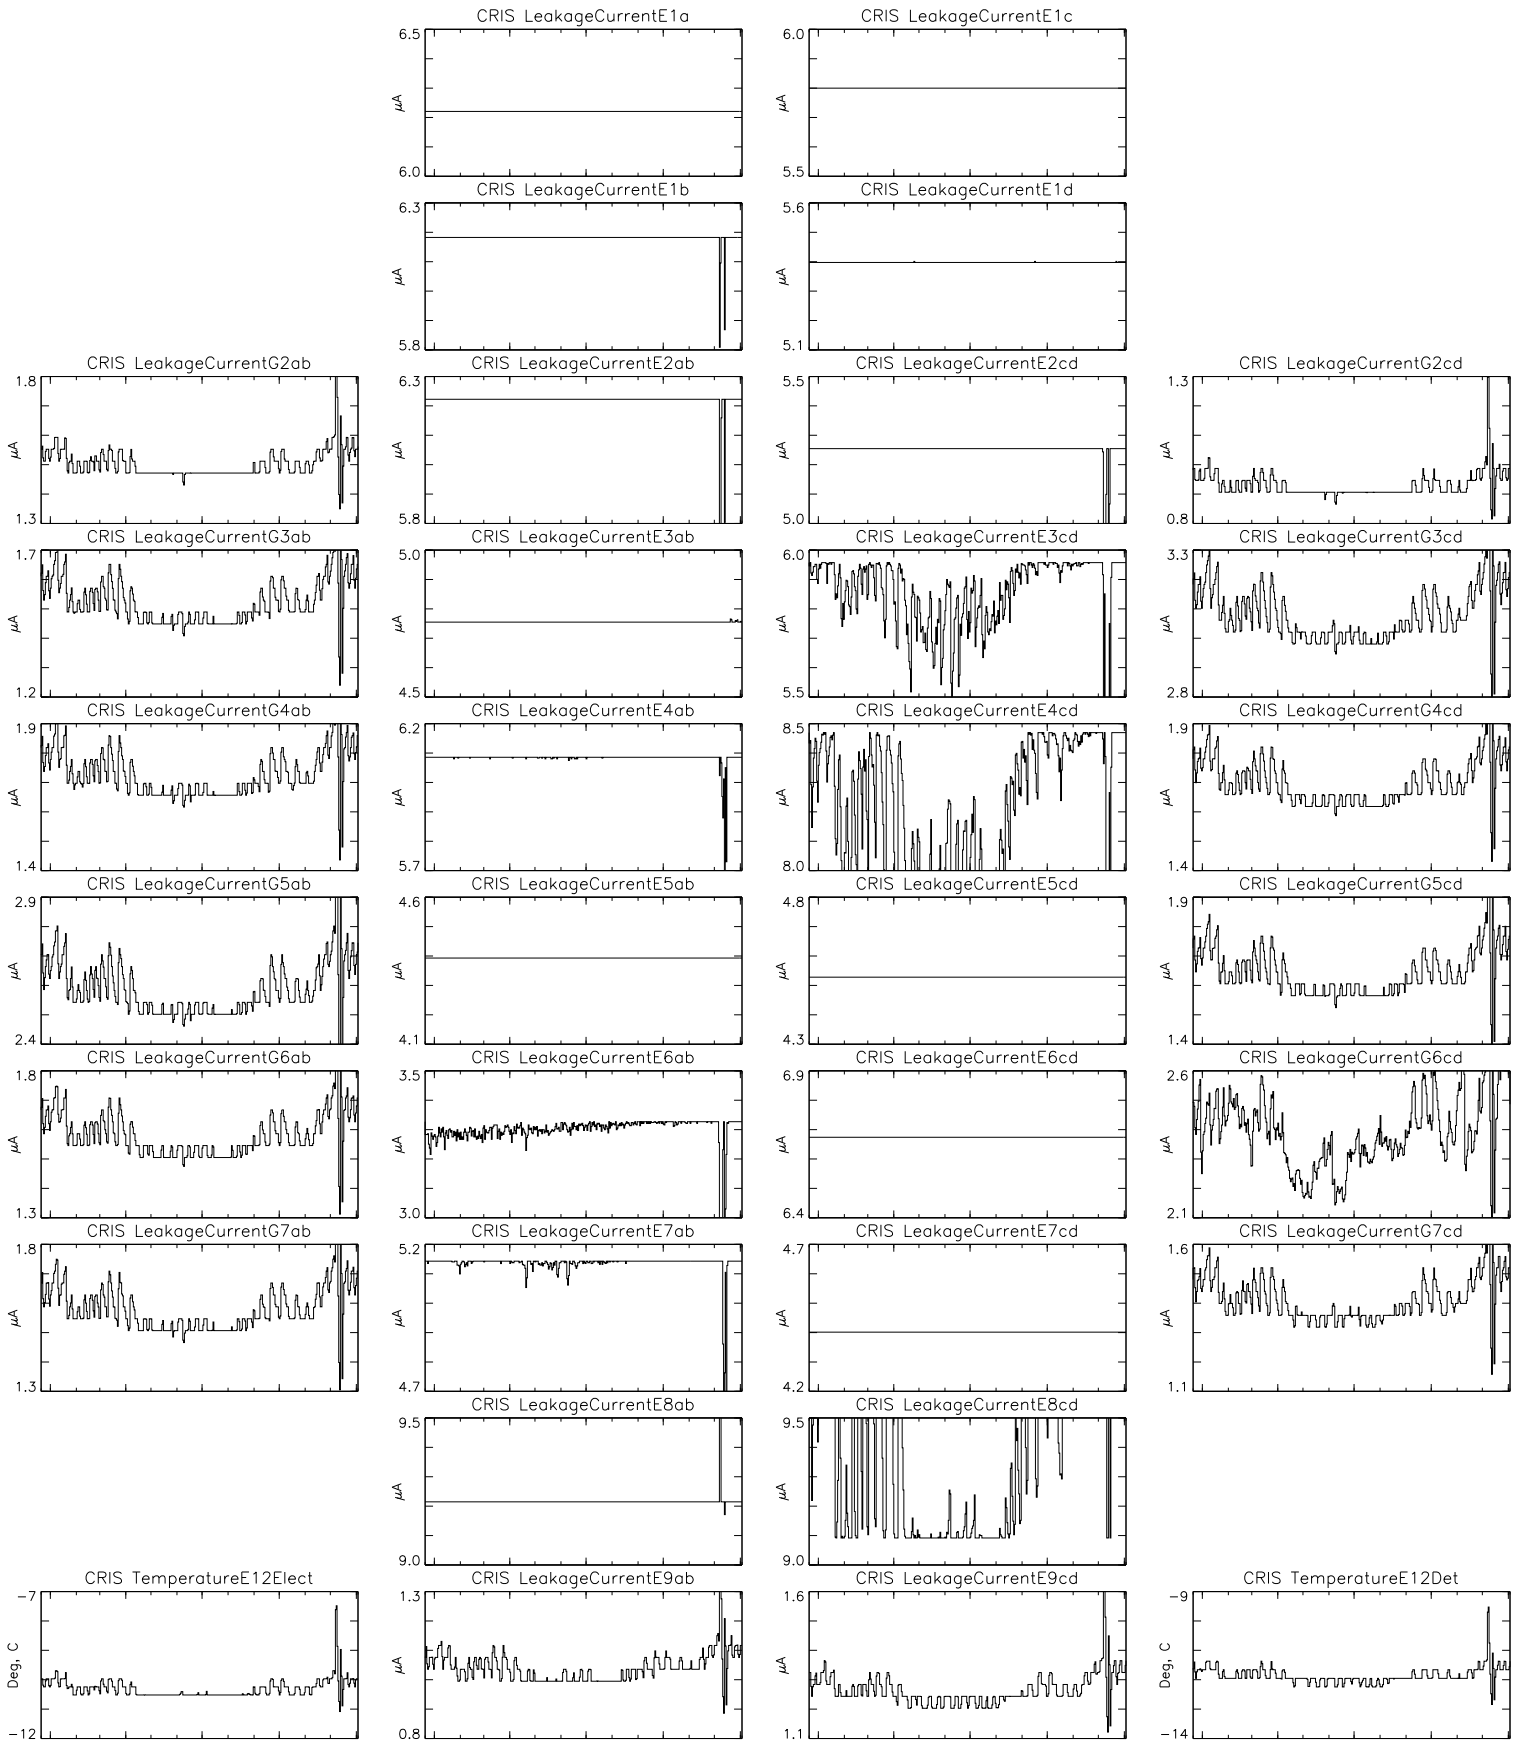 CRIS LeakageCurrentE1a
6.5
μA
6.0
CRIS LeakageCurrentE1c
6.0
μA
5.5
CRIS LeakageCurrentE1b
6.3
μA
5.8
CRIS LeakageCurrentE1d
5.6
μA
5.1
CRIS LeakageCurrentG2ab
1.8
μA
1.3
CRIS LeakageCurrentE2ab
6.3
μA
5.8
CRIS LeakageCurrentE2cd
5.5
μA
5.0
CRIS LeakageCurrentG2cd
1.3
μA
0.8
CRIS LeakageCurrentG3ab
1.7
μA
1.2
CRIS LeakageCurrentE3ab
5.0
μA
4.5
CRIS LeakageCurrentE3cd
6.0
μA
5.5
CRIS LeakageCurrentG3cd
3.3
μA
2.8
CRIS LeakageCurrentG4ab
1.9
μA
1.4
CRIS LeakageCurrentE4ab
6.2
μA
5.7
CRIS LeakageCurrentE4cd
8.5
μA
8.0
CRIS LeakageCurrentG4cd
1.9
μA
1.4
CRIS LeakageCurrentG5ab
2.9
μA
2.4
CRIS LeakageCurrentE5ab
4.6
μA
4.1
CRIS LeakageCurrentE5cd
4.8
μA
4.3
CRIS LeakageCurrentG5cd
1.9
μA
1.4
CRIS LeakageCurrentG6ab
1.8
μA
1.3
CRIS LeakageCurrentE6ab
3.5
μA
3.0
CRIS LeakageCurrentE6cd
6.9
μA
6.4
CRIS LeakageCurrentG6cd
2.6
μA
2.1
CRIS LeakageCurrentG7ab
1.8
μA
1.3
CRIS LeakageCurrentE7ab
5.2
μA
4.7
CRIS LeakageCurrentE7cd
4.7
μA
4.2
CRIS LeakageCurrentG7cd
1.6
μA
1.1
CRIS LeakageCurrentE8ab
9.5
μA
9.0
CRIS LeakageCurrentE8cd
9.5
μA
9.0
CRIS TemperatureE12Elect
-7
Deg, C
-12
CRIS LeakageCurrentE9ab
1.3
μA
0.8
CRIS LeakageCurrentE9cd
1.6
μA
1.1
CRIS TemperatureE12Det
-9
Deg, C
-14